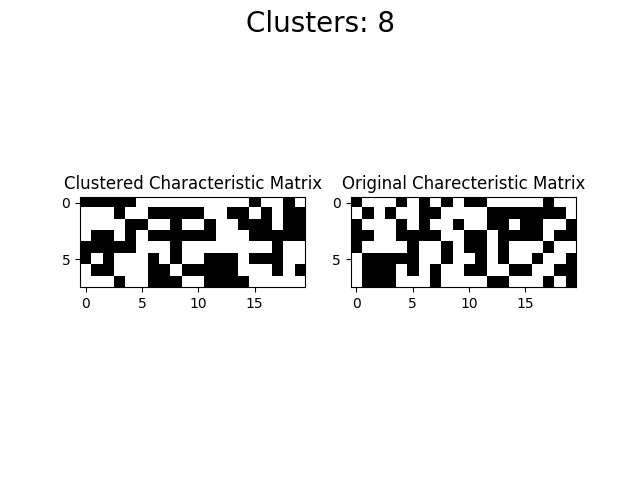 Clusters: 8
Clustered Characteristic Matrix
Original Charecteristic Matrix
0
5
0 5 10 15
0
5
0 5 10 15